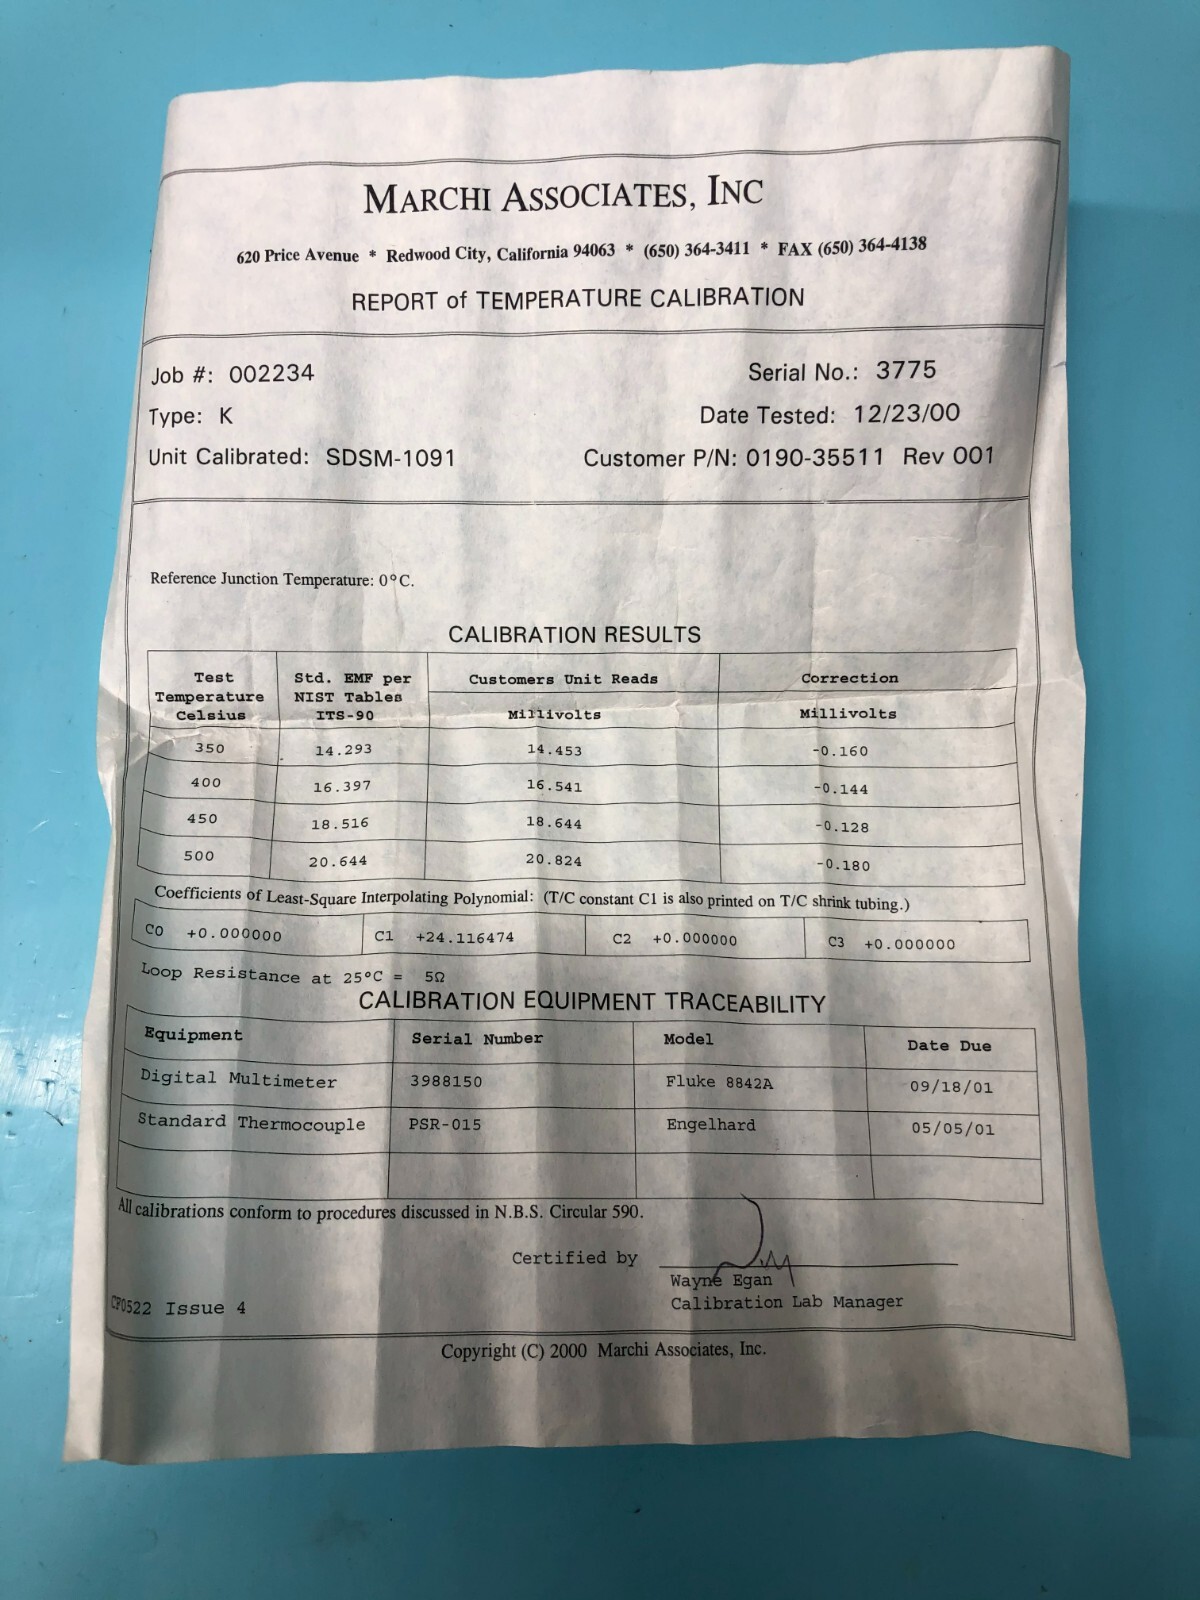 MARCHI ASSOCIATES, INC
620 Price Avenue * Redwood City, California 94063 * (650) 364-3411 * FAX (650) 364-4138
REPORT of TEMPERATURE CALIBRATION
Job #: 002234 Serial No.: 3775
Type: K Date Tested: 12/23/00
Unit Calibrated: SDSM-1091 Customer P/N: 0190-35511 Rev 001
Reference Junction Temperature: 0°C.
CALIBRATION RESULTS
Test Temperature Celsius Std. EMF per NIST Tables ITS-90 Customers Unit Reads Millivolts Correction Millivolts
350 14.293 14.453 -0.160
400 16.397 16.541 -0.144
450 18.516 18.644 -0.128
500 20.644 20.824 -0.180
Coefficients of Least-Square Interpolating Polynomial: (T/C constant C1 is also printed on T/C shrink tubing.)
C0 +0.000000 C1 +24.116474 C2 +0.000000 C3 +0.000000
Loop Resistance at 25°C = 5Ω
CALIBRATION EQUIPMENT TRACEABILITY
Equipment Serial Number Model Date Due
Digital Multimeter 3988150 Fluke 8842A 09/18/01
Standard Thermocouple PSR-015 Engelhard 05/05/01
All calibrations conform to procedures discussed in N.B.S. Circular 590.
Certified by
Wayne Egan
CP0522 Issue 4 Calibration Lab Manager
Copyright (C) 2000 Marchi Associates, Inc.